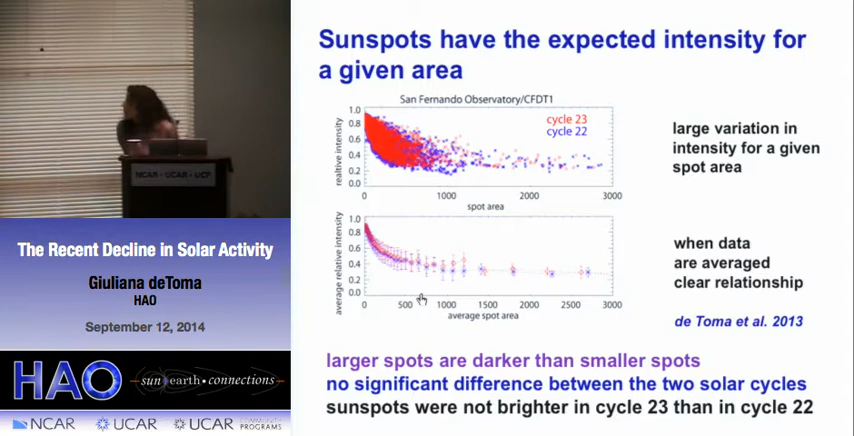 Sunspots have the expected intensity for
a given area
San Fernando Observatory/CFDT1
1.0
0.8
0.6
0.4
0.2
0.0
realtive intensity
cycle 23
cycle 22
0 1000 2000 3000
spot area
large variation in
intensity for a given
spot area
1.0
0.8
0.6
0.4
0.2
0.0
average relative intensity
0 500 1000 1500 2000 2500 3000
average spot area
when data
are averaged
clear relationship
de Toma et al. 2013
larger spots are darker than smaller spots
no significant difference between the two solar cycles
sunspots were not brighter in cycle 23 than in cycle 22
NCAR • UCAR • UCP
The Recent Decline in Solar Activity
Giuliana deToma
HAO
September 12, 2014
HAO
sun earth • connections
NCAR UCAR UCAR
PROGRAMS